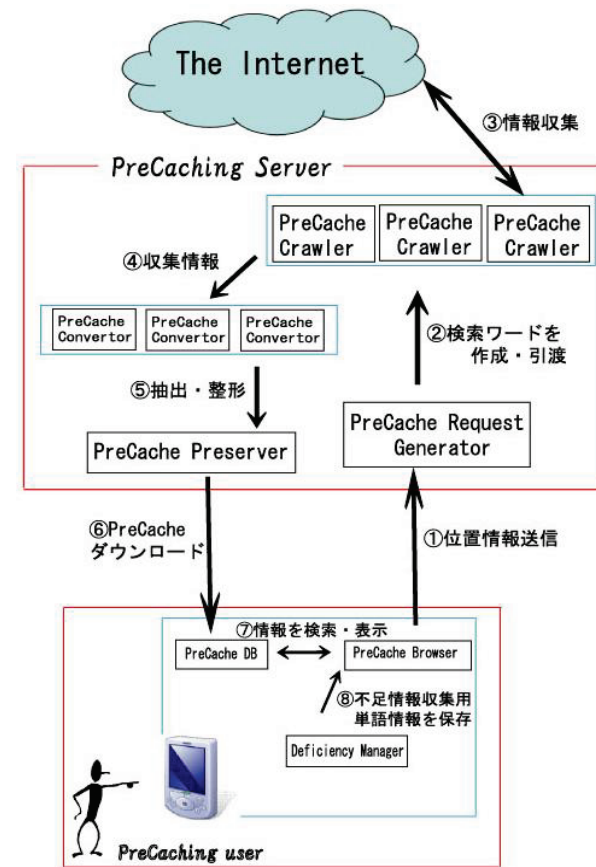 The Internet
③情報収集
PreCaching Server
PreCache
Crawler
PreCache
Crawler
PreCache
Crawler
④収集情報
PreCache
Convertor
PreCache
Convertor
PreCache
Convertor
②検索ワードを
作成・引渡
⑤抽出・整形
PreCache Preserver
PreCache Request
Generator
⑥PreCache
ダウンロード
①位置情報送信
⑦情報を検索・表示
PreCache DB
PreCache Browser
⑧不足情報収集用
単語情報を保存
Deficiency Manager
PreCaching user